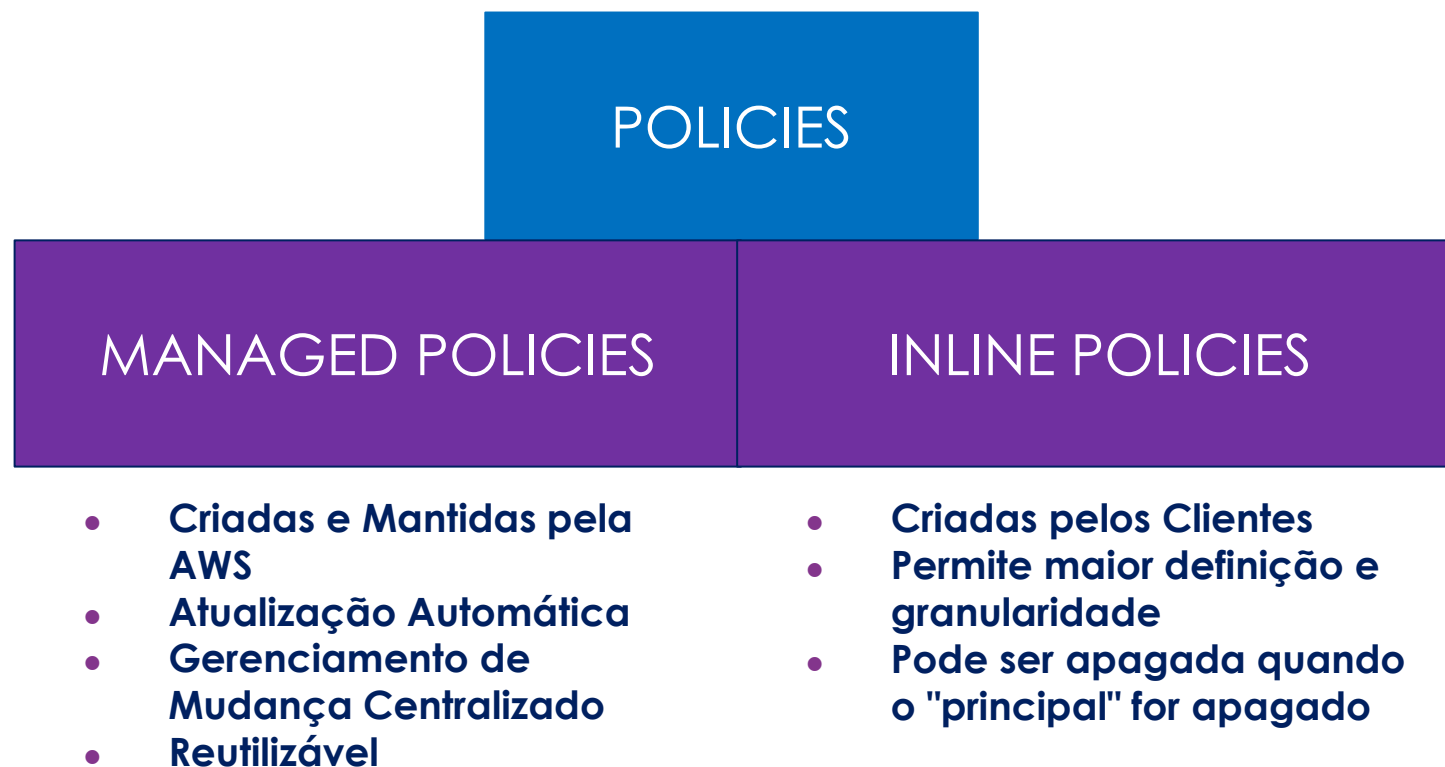 POLICIES
MANAGED POLICIES
INLINE POLICIES
● Criadas e Mantidas pela
AWS
● Atualização Automática
● Gerenciamento de
Mudança Centralizado
● Reutilizável
● Criadas pelos Clientes
● Permite maior definição e
granularidade
● Pode ser apagada quando
o "principal" for apagado